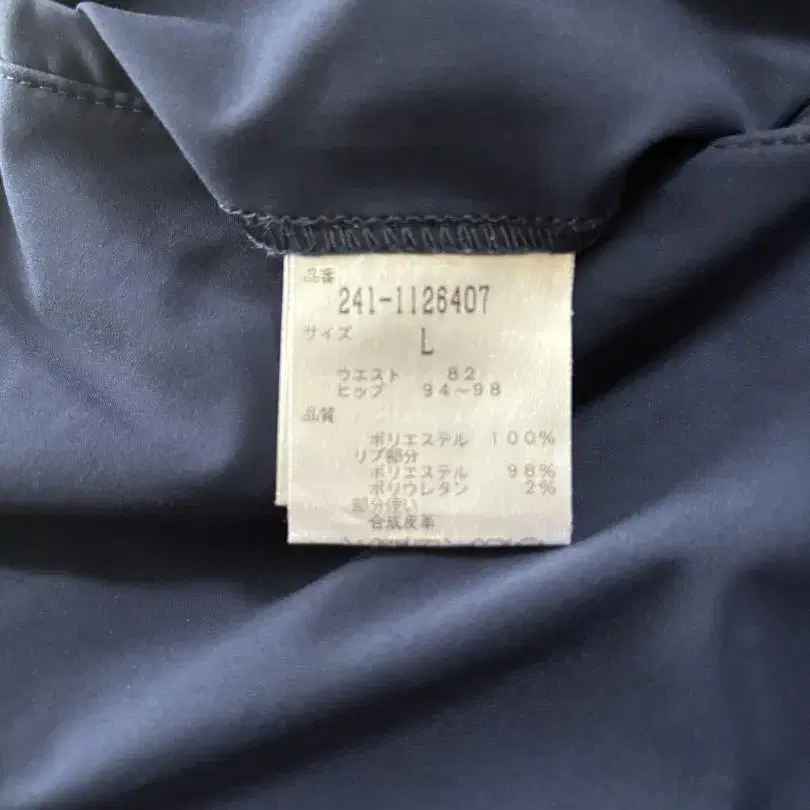 品番
241-1126407
サイズ
L
ウエスト 82
ヒップ 94～98
品質
ポリエステル 100%
リブ部分
ポリエステル 98%
ポリウレタン 2%
部分使い
合成皮革